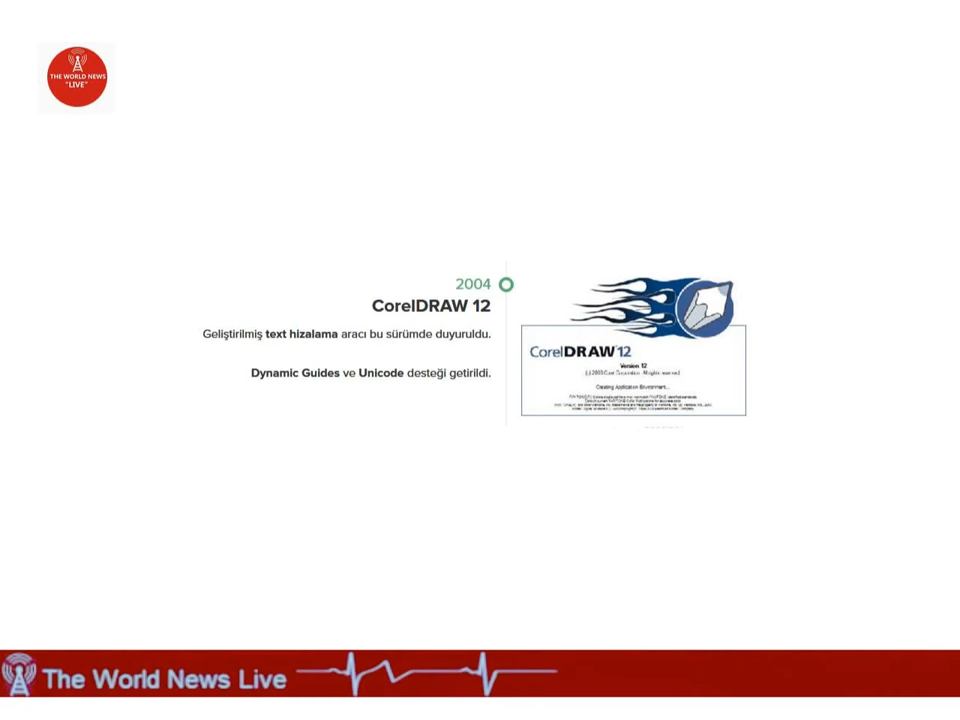 THE WORLD NEWS
"LIVE"
2004
CorelDRAW 12
Geliştirilmiş text hizalama aracı bu sürümde duyuruldu.
Dynamic Guides ve Unicode desteği getirildi.
CorelDRAW 12
Version 12
Creating Application Environment...
The World News Live